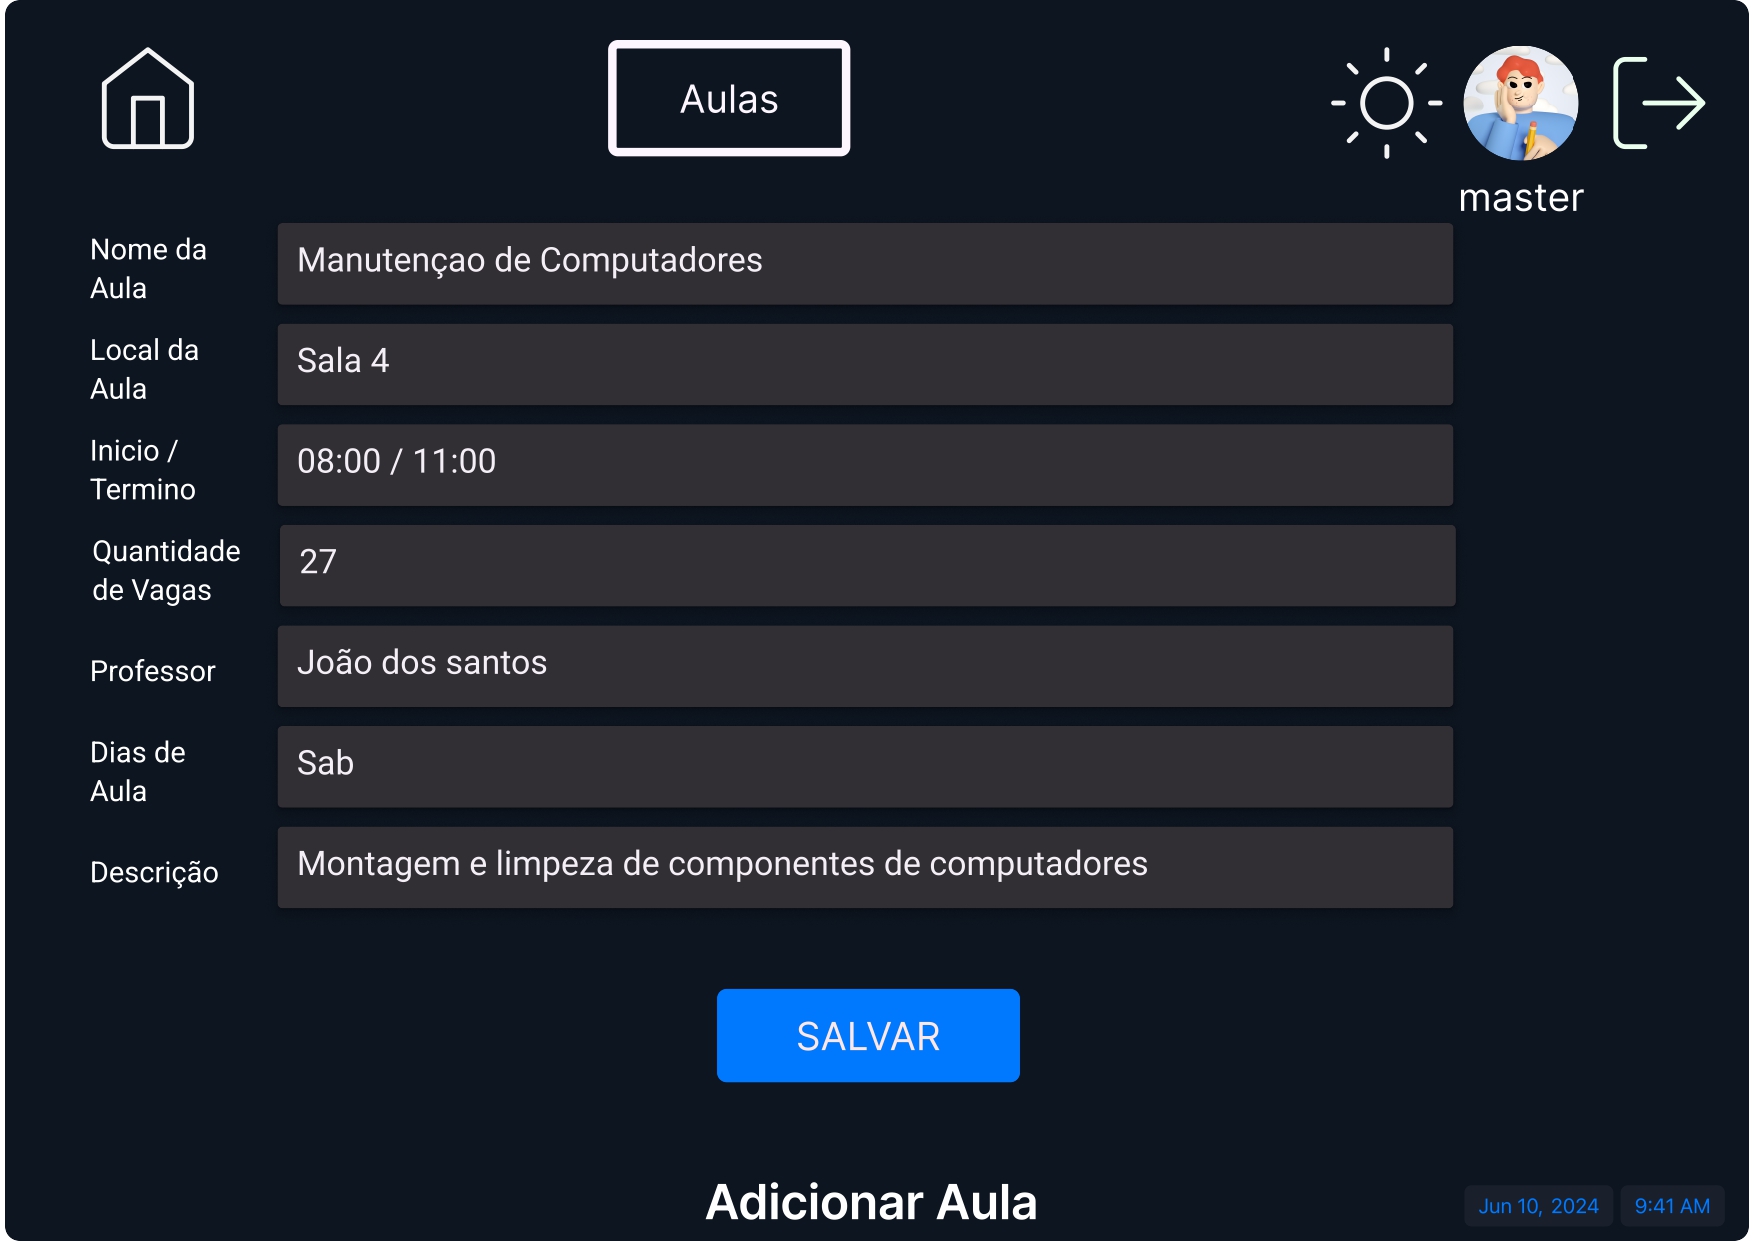 Aulas
master
Nome da
Aula
Manutençao de Computadores
Local da
Aula
Sala 4
Inicio /
Termino
08:00 / 11:00
Quantidade
de Vagas
27
Professor
João dos santos
Dias de
Aula
Sab
Descrição
Montagem e limpeza de componentes de computadores
SALVAR
Adicionar Aula
Jun 10, 2024
9:41 AM